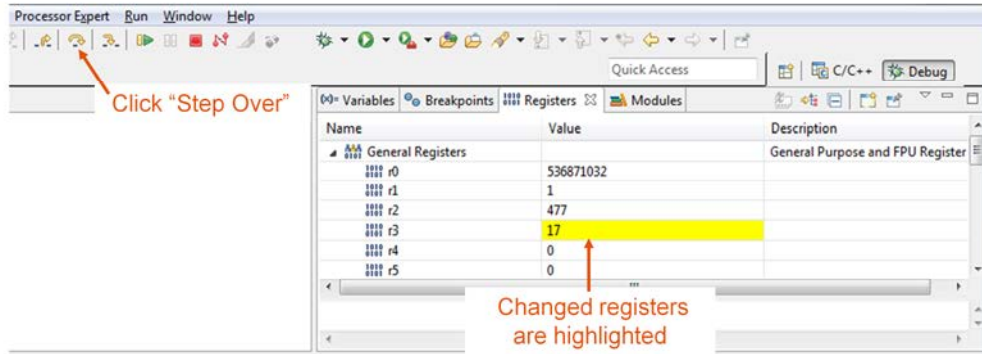 Processor Expert Run Window Help
Quick Access
C/C++ Debug
Click “Step Over”
(x)= Variables Breakpoints Registers Modules
Name Value Description
General Registers General Purpose and FPU Register
r0 536871032
r1 1
r2 477
r3 17
r4 0
r5 0
Changed registers
are highlighted